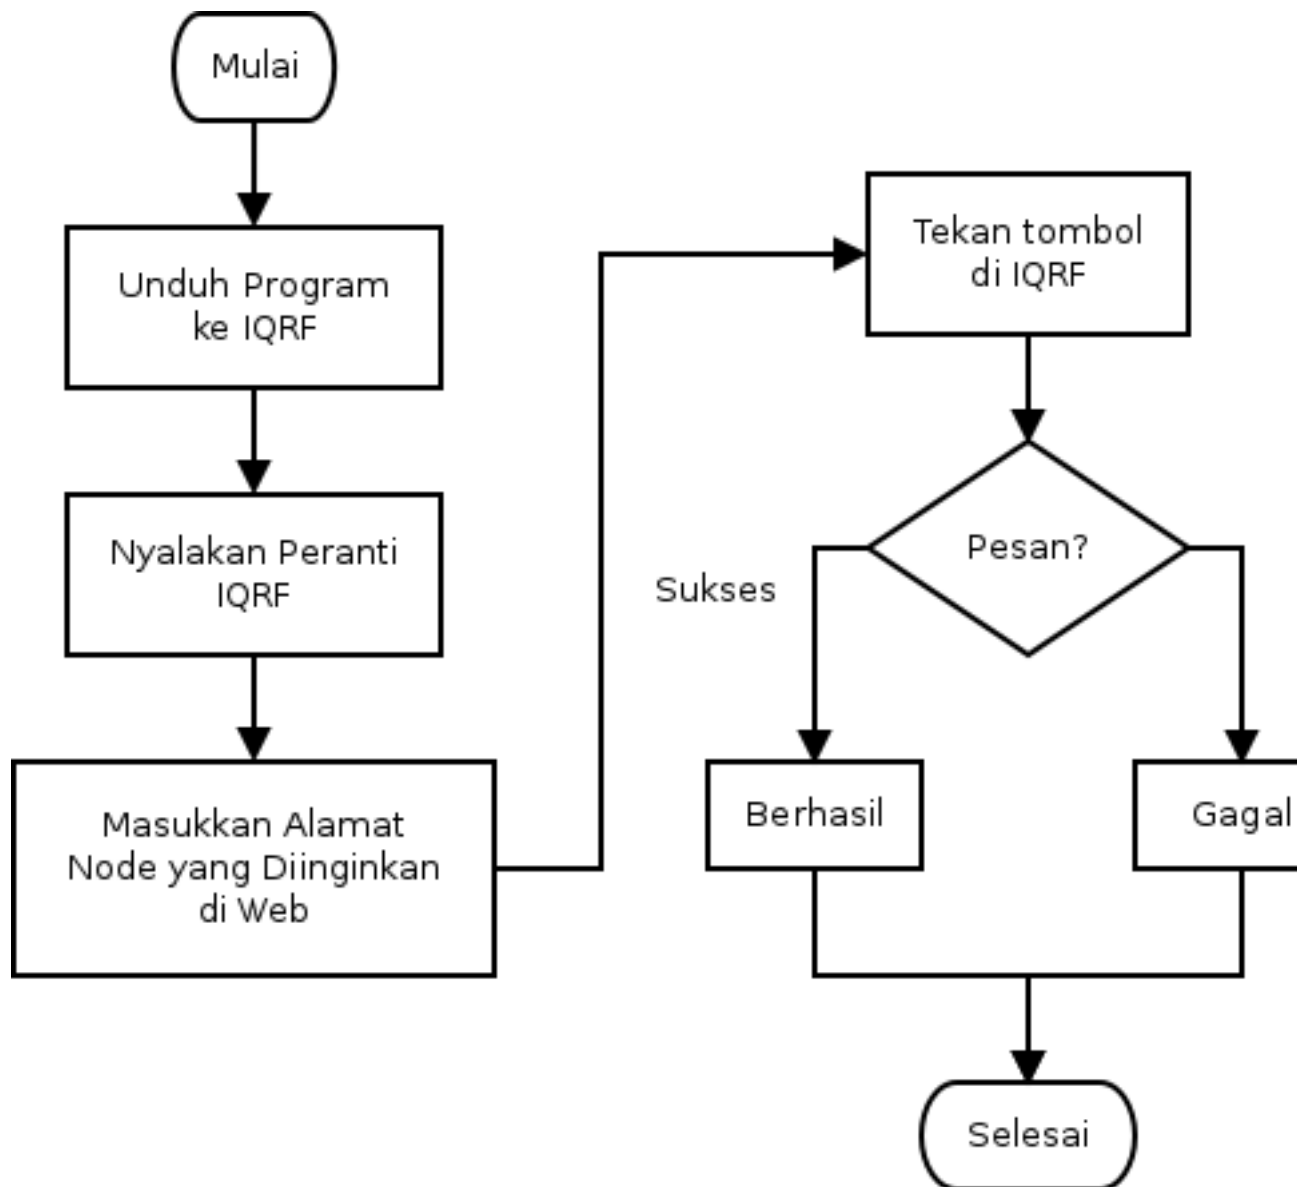 Mulai
Unduh Program
ke IQRF
Nyalakan Peranti
IQRF
Masukkan Alamat
Node yang Diinginkan
di Web
Tekan tombol
di IQRF
Pesan?
Sukses
Berhasil
Gagal
Selesai